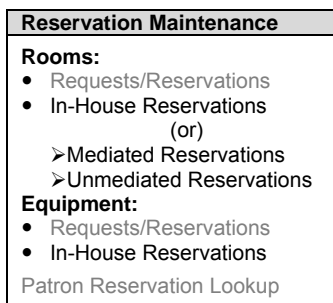 Reservation Maintenance
Rooms:
• Requests/Reservations
• In-House Reservations
(or)
➢Mediated Reservations
➢Unmediated Reservations
Equipment:
• Requests/Reservations
• In-House Reservations
Patron Reservation Lookup